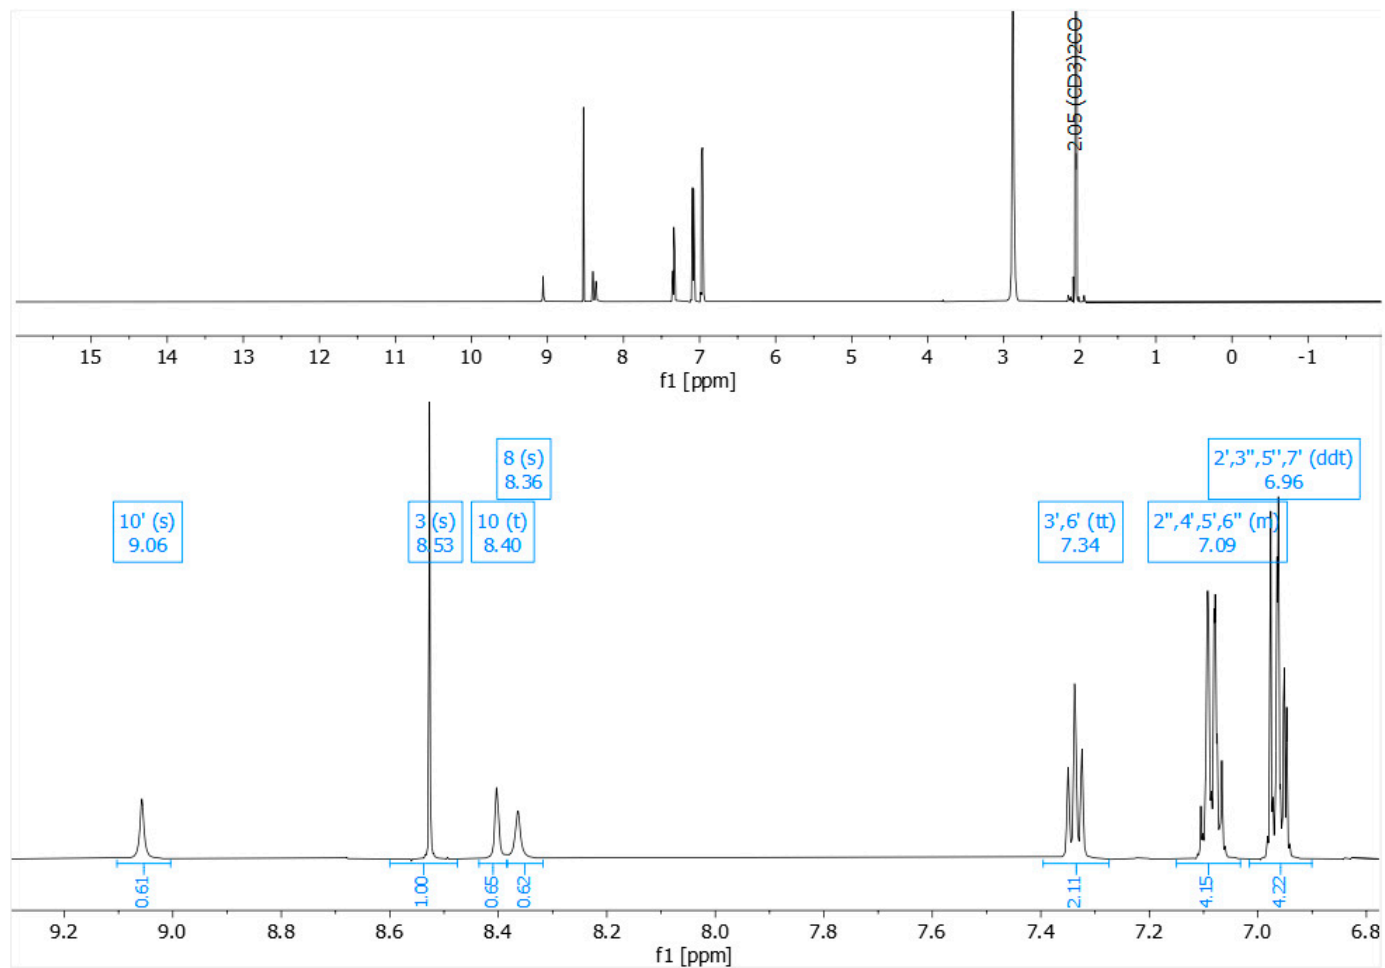 2.05 (CD3)2CO
15 14 13 12 11 10 9 8 7 6 5 4 3 2 1 0 -1
f1 [ppm]
8 (s)
8.36
2',3'',5'',7' (ddt)
6.96
10' (s)
9.06
3 (s)
8.53
10 (t)
8.40
3',6' (tt)
7.34
2'',4',5',6'' (m)
7.09
0.61 1.00 0.65 0.62 2.11 4.15 4.22
9.2 9.0 8.8 8.6 8.4 8.2 8.0 7.8 7.6 7.4 7.2 7.0 6.8
f1 [ppm]